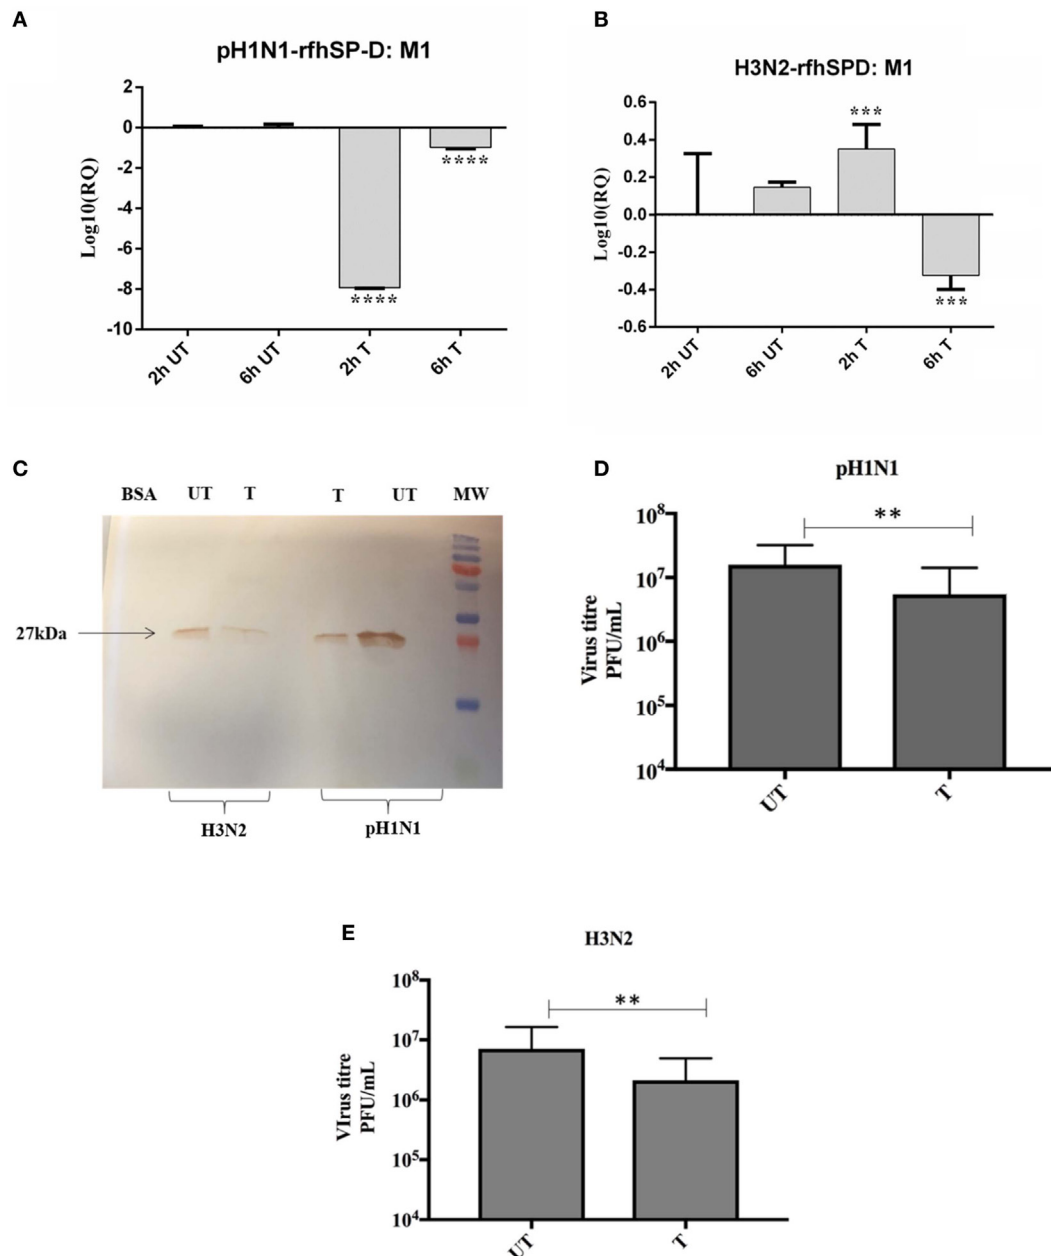 A
pH1N1-rfhSP-D: M1
Log10(RQ)
2
0
-2
-4
-6
-8
-10
****
****
2h UT
6h UT
2h T
6h T
B
H3N2-rfhSPD: M1
Log10(RQ)
0.6
0.4
0.2
0.0
-0.2
-0.4
-0.6
***
***
2h UT
6h UT
2h T
6h T
C
BSA UT T T UT MW
27kDa
H3N2 pH1N1
D
pH1N1
Virus titre
PFU/mL
10⁸
10⁷
10⁶
10⁵
10⁴
**
UT
T
E
H3N2
VIrus titre
PFU/mL
10⁸
10⁷
10⁶
10⁵
10⁴
**
UT
T